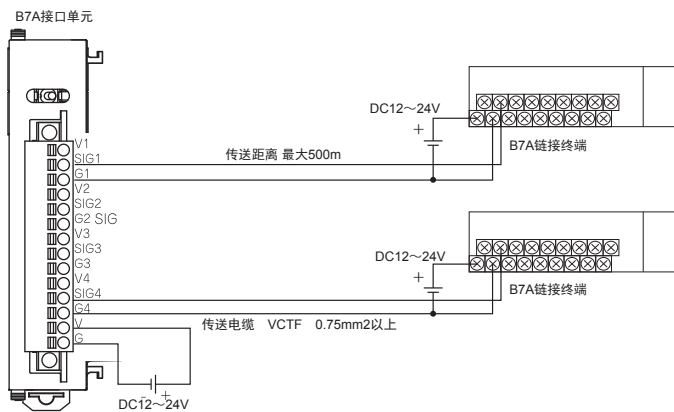 B7A接口单元
DC12～24V
+
B7A链接终端
V1
SIG1
传送距离 最大500m
G1
V2
SIG2
G2 SIG
V3
SIG3
G3
V4
SIG4
G4
V
G
DC12～24V
+
B7A链接终端
传送电缆 VCTF 0.75mm2以上
+
DC12～24V